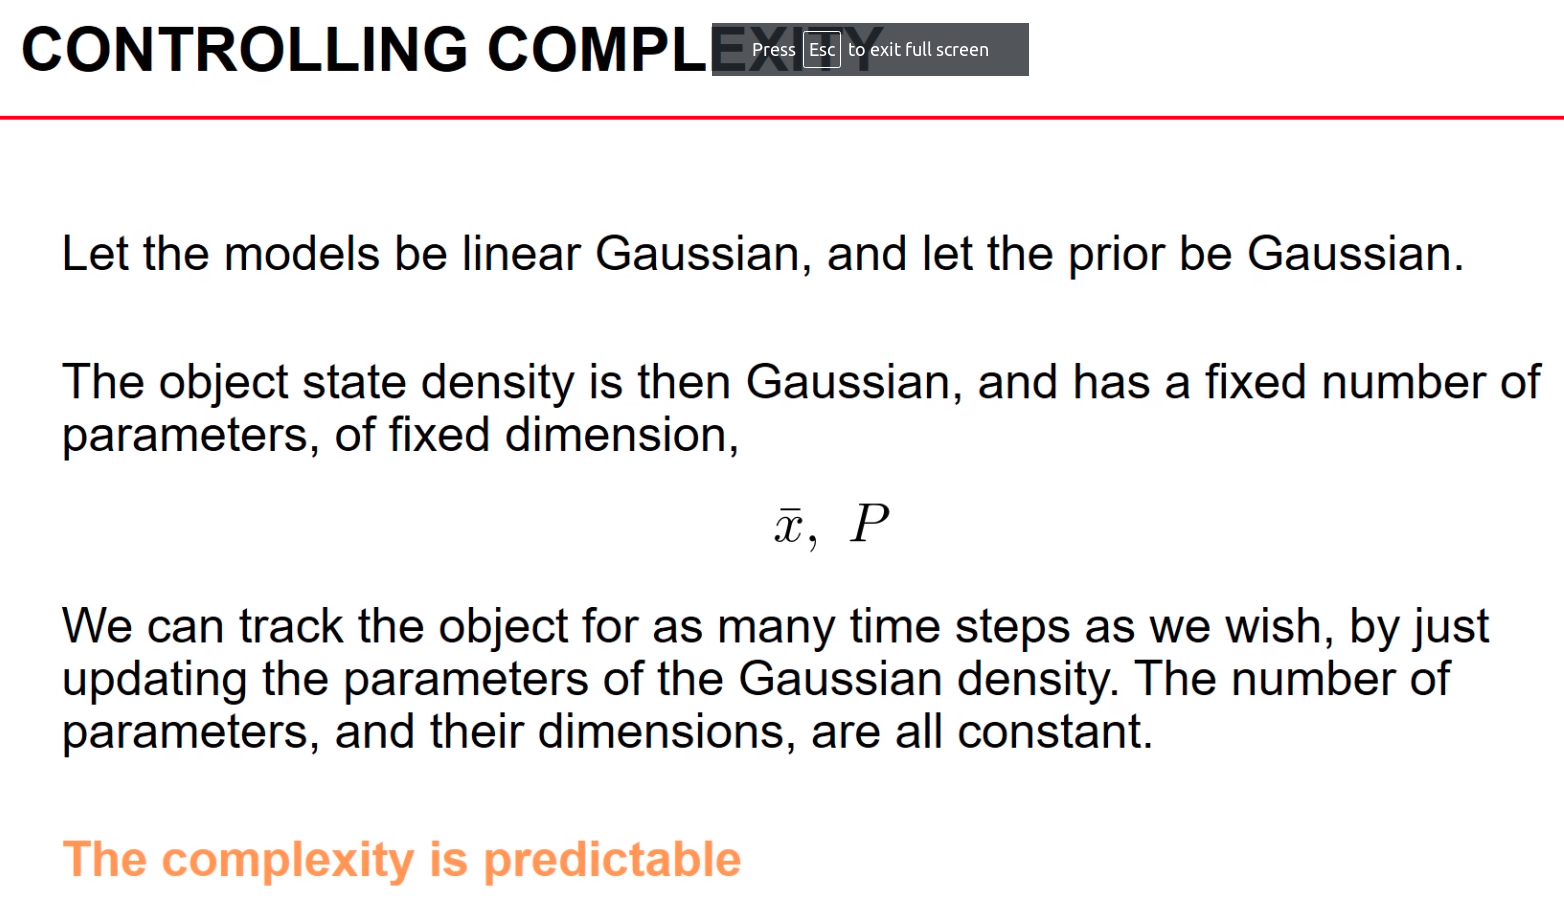 CONTROLLING COMPLEXITY
Press Esc to exit full screen
Let the models be linear Gaussian, and let the prior be Gaussian.
The object state density is then Gaussian, and has a fixed number of
parameters, of fixed dimension,
x̄, P
We can track the object for as many time steps as we wish, by just
updating the parameters of the Gaussian density. The number of
parameters, and their dimensions, are all constant.
The complexity is predictable